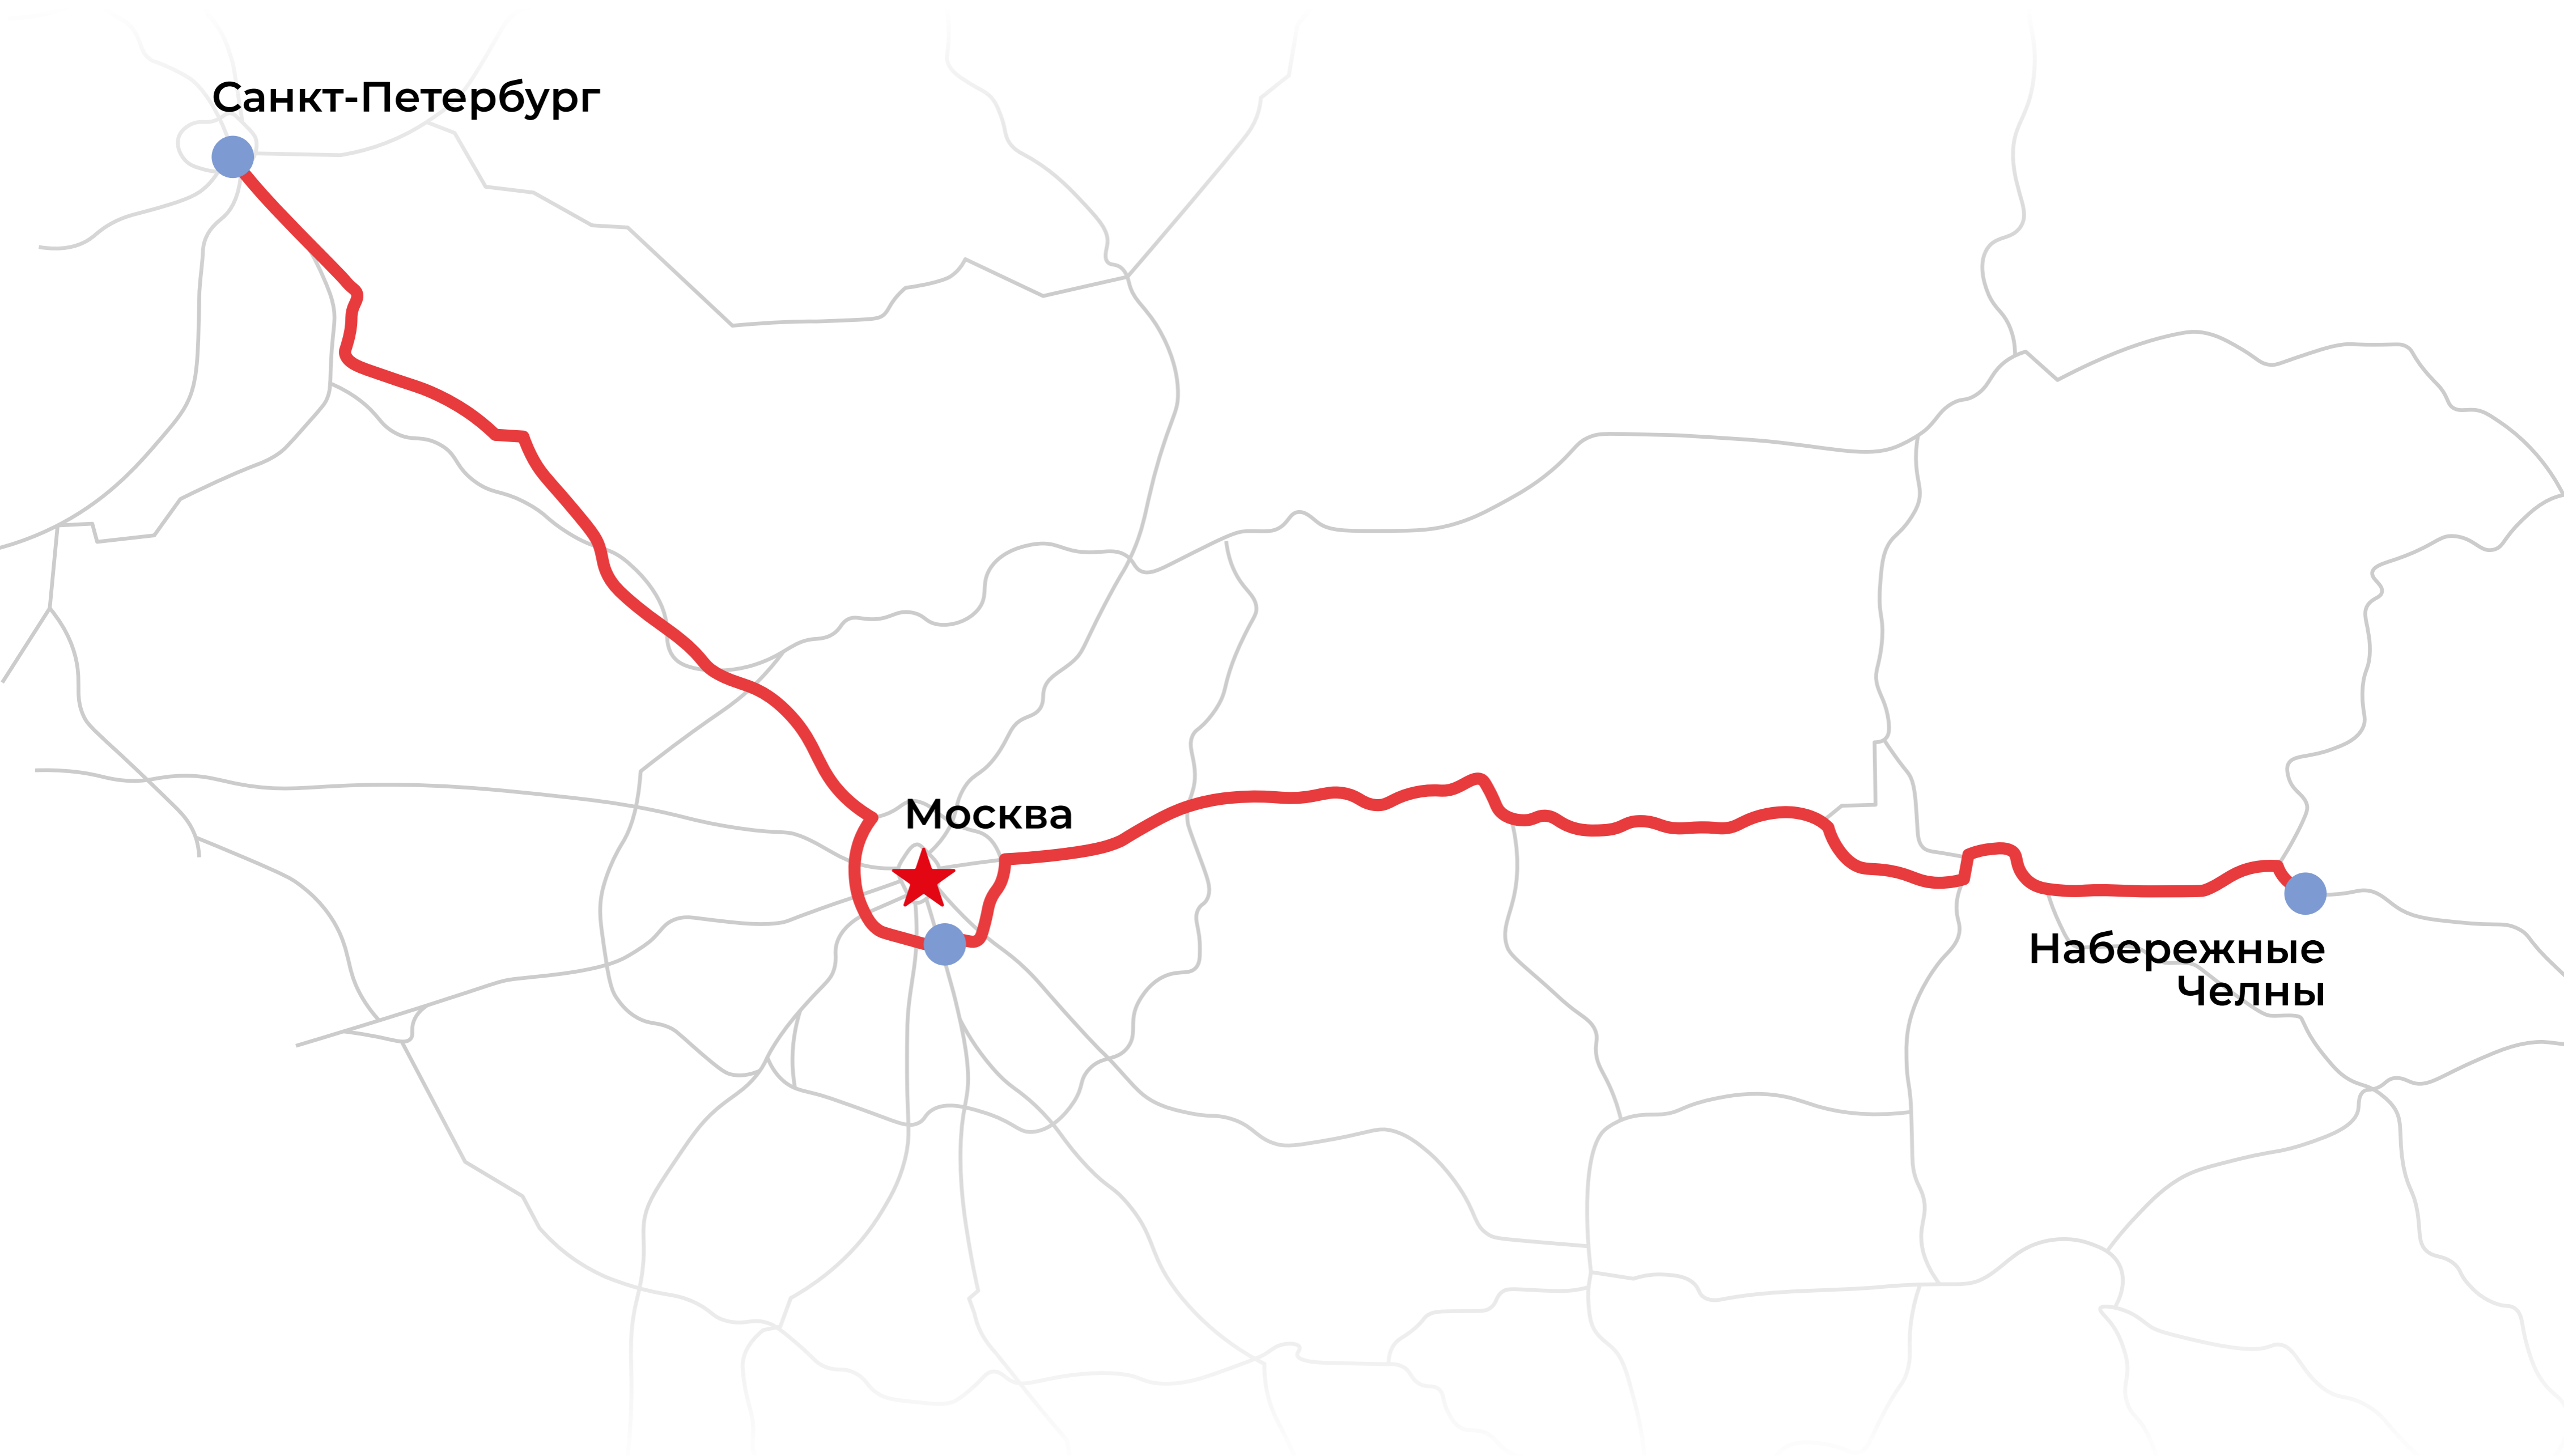 Санкт-Петербург
Москва
Набережные
Челны